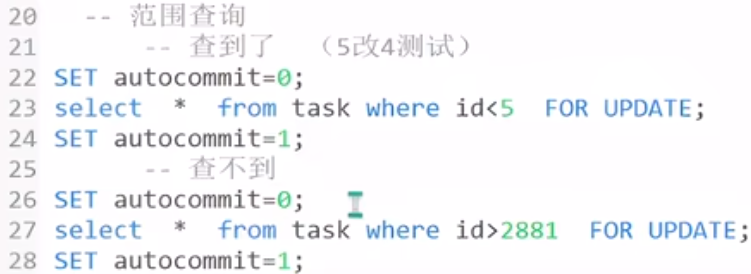 20 -- 范围查询
21 -- 查到了 （5改4测试）
22 SET autocommit=0;
23 select * from task where id<5 FOR UPDATE;
24 SET autocommit=1;
25 -- 查不到
26 SET autocommit=0;
27 select * from task where id>2881 FOR UPDATE;
28 SET autocommit=1;